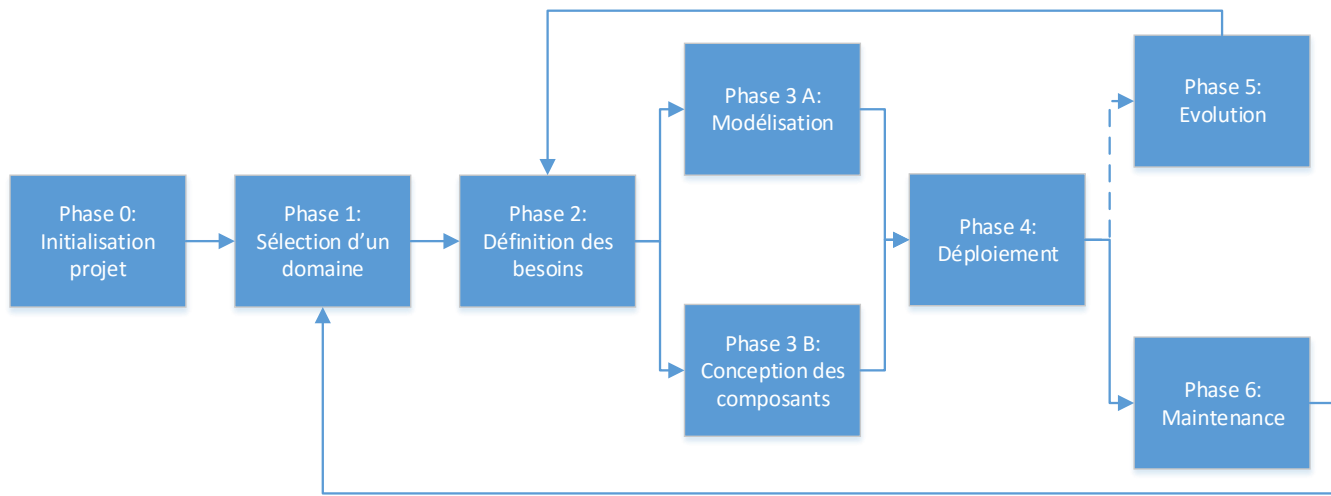 Phase 0:
Initialisation
projet
Phase 1:
Sélection d’un
domaine
Phase 2:
Définition des
besoins
Phase 3 A:
Modélisation
Phase 3 B:
Conception des
composants
Phase 4:
Déploiement
Phase 5:
Evolution
Phase 6:
Maintenance